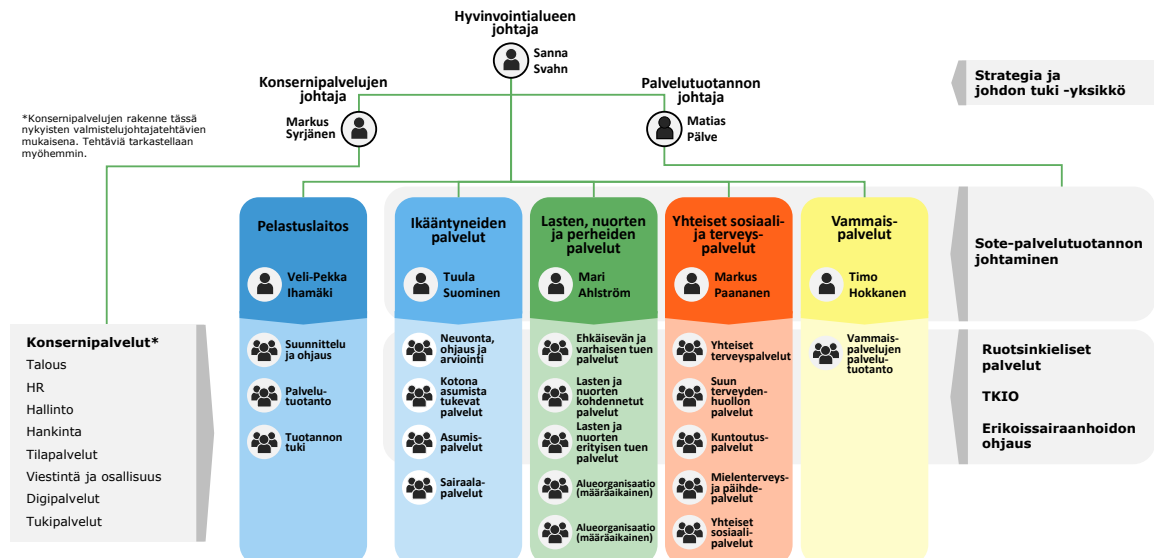 Hyvinvointialueen
johtaja
Sanna
Svahn
Konsernipalvelujen
johtaja
Markus
Syrjänen
Palvelutuotannon
johtaja
Matias
Pälve
Strategia ja
johdon tuki -yksikkö
*Konsernipalvelujen rakenne tässä
nykyisten valmistelujohtajatehtävien
mukaisena. Tehtäviä tarkastellaan
myöhemmin.
Pelastuslaitos
Veli-Pekka
Ihamäki
Suunnittelu
ja ohjaus
Palvelu-
tuotanto
Tuotannon
tuki
Ikääntyneiden
palvelut
Tuula
Suominen
Neuvonta,
ohjaus ja
arviointi
Kotona
asumista
tukevat
palvelut
Asumis-
palvelut
Sairaala-
palvelut
Lasten, nuorten
ja perheiden
palvelut
Mari
Ahlström
Ehkäisevän ja
varhaisen tuen
palvelut
Lasten ja
nuorten
kohdennetut
palvelut
Lasten ja
nuorten
erityisen tuen
palvelut
Alueorganisaatio
(määräaikainen)
Alueorganisaatio
(määräaikainen)
Yhteiset sosiaali-
ja terveys-
palvelut
Markus
Paananen
Yhteiset
terveyspalvelut
Suun
terveyden-
huollon
palvelut
Kuntoutus-
palvelut
Mielenterveys-
ja päihde-
palvelut
Yhteiset
sosiaali-
palvelut
Vammais-
palvelut
Timo
Hokkanen
Vammais-
palvelujen
palvelu-
tuotanto
Sote-palvelutuotannon
johtaminen
Ruotsinkieliset
palvelut
TKIO
Erikoissairaanhoidon
ohjaus
Konsernipalvelut*
Talous
HR
Hallinto
Hankinta
Tilapalvelut
Viestintä ja osallisuus
Digipalvelut
Tukipalvelut